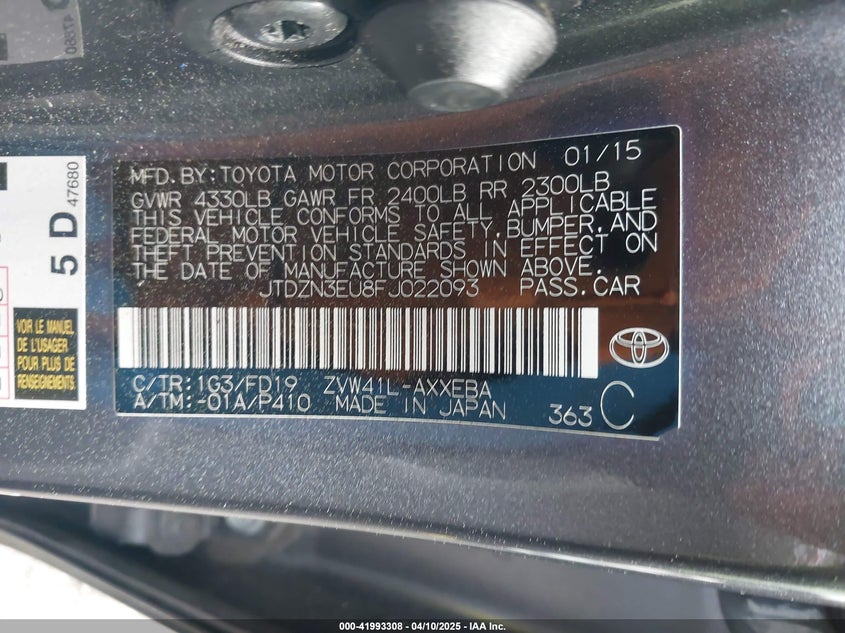 MFD.BY:TOYOTA MOTOR CORPORATION 01/15
GVWR 4330LB GAWR FR 2400LB RR 2300LB
THIS VEHICLE CONFORMS TO ALL APPLICABLE
FEDERAL MOTOR VEHICLE SAFETY,BUMPER,AND
THEFT PREVENTION STANDARDS IN EFFECT ON
THE DATE OF MANUFACTURE SHOWN ABOVE.
JTDZN3EU8FJ022093 PASS.CAR
C/TR:1G3/FD19 ZVW41L-AXXEBA
A/TM:-01A/P410 MADE IN JAPAN 363 C
5 D 47680
VOIR LE MANUEL
DE L'USAGER
POUR PLUS DE
RENSEIGNEMENTS.
000-41993308 - 04/10/2025 - IAA Inc.